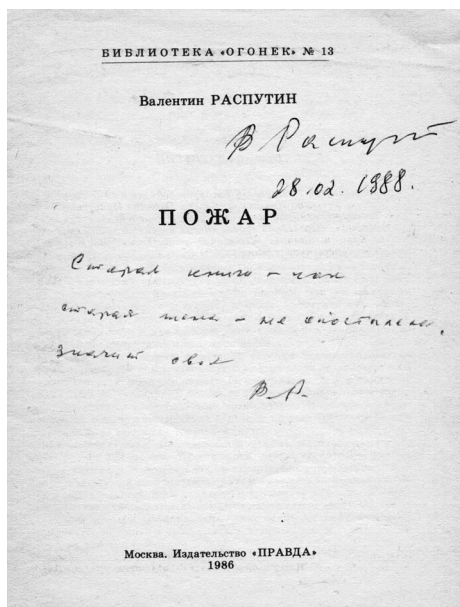 БИБЛИОТЕКА «ОГОНЕК» № 13
Валентин РАСПУТИН
В Распутин
28.02.1988.
ПОЖАР
Старая книга – как
старая жена – не опостылела,
значит своя
В.Р.
Москва. Издательство «ПРАВДА»
1986